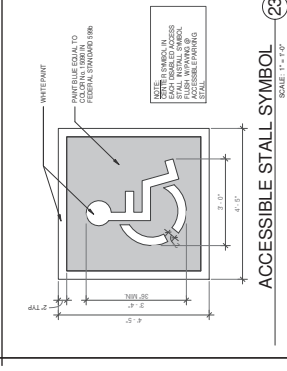 WHITE PAINT
PAINT BLUE EQUAL TO
COLOR No. 15090 IN
FEDERAL STANDARD 595b
NOTE:
CENTER SYMBOL IN
EACH DISABLED ACCESS
STALL. INSTALL SYMBOL
FLUSH W/PAVING @
ACCESSIBLE PARKING
STALL
2" TYP
4' - 5"
3' - 4"
36" MIN.
3' - 0"
4' - 5"
ACCESSIBLE STALL SYMBOL
23
SCALE: 1" = 1'-0"